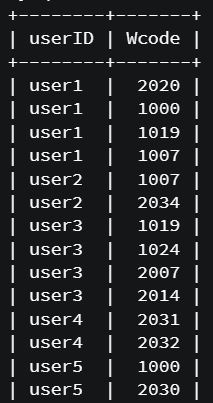 +--------+-------+
| userID | Wcode |
+--------+-------+
| user1  |  2020 |
| user1  |  1000 |
| user1  |  1019 |
| user1  |  1007 |
| user2  |  1007 |
| user2  |  2034 |
| user3  |  1019 |
| user3  |  1024 |
| user3  |  2007 |
| user3  |  2014 |
| user4  |  2031 |
| user4  |  2032 |
| user5  |  1000 |
| user5  |  2030 |